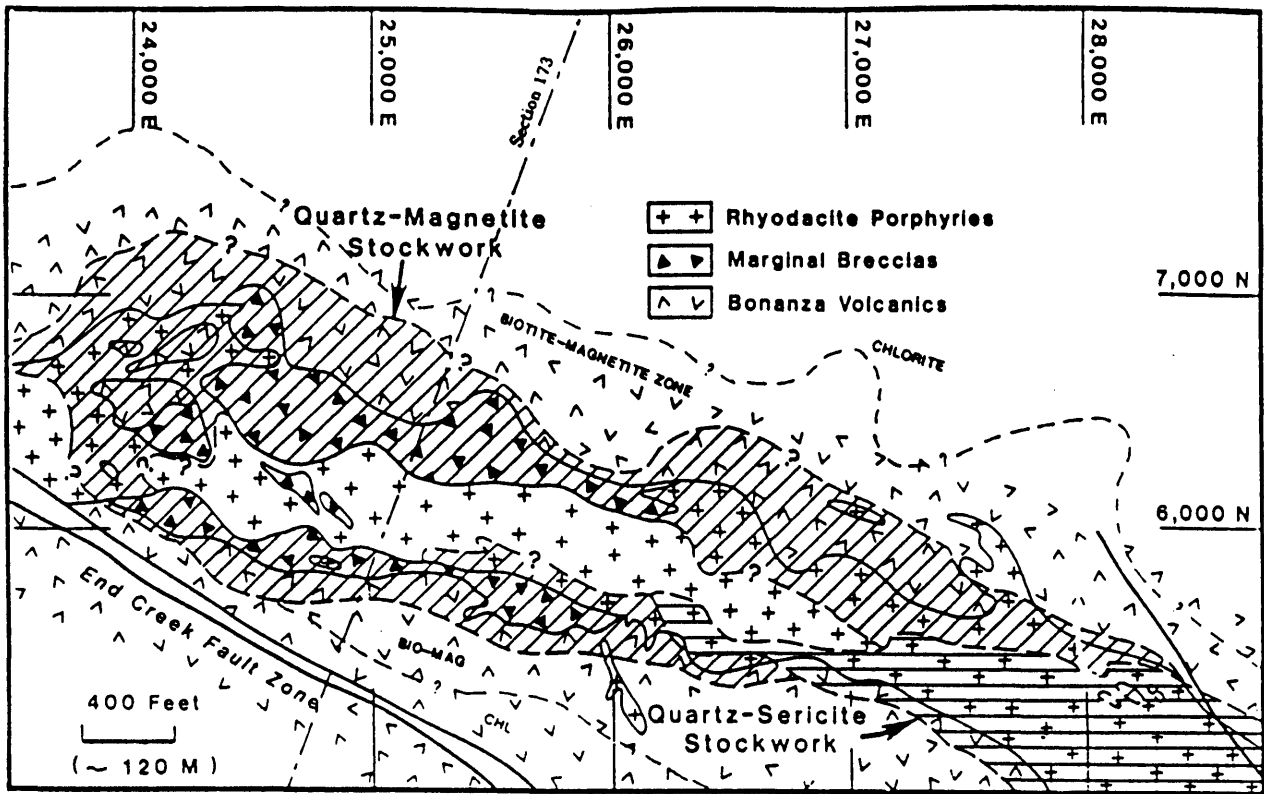 24,000 E
25,000 E
Section 173
26,000 E
27,000 E
28,000 E
?
Quartz-Magnetite
Stockwork
?
Rhyodacite Porphyries
Marginal Breccias
Bonanza Volcanics
7,000 N
?
BIOTITE-MAGNETITE ZONE
?
CHLORITE
?
?
?
?
?
?
?
6,000 N
?
?
End Creek Fault Zone
BIO-MAG
?
CHL
400 Feet
(~ 120 M)
Quartz-Sericite
Stockwork